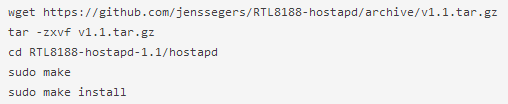 wget https://github.com/jenssegers/RTL8188-hostapd/archive/v1.1.tar.gz
tar -zxvf v1.1.tar.gz
cd RTL8188-hostapd-1.1/hostapd
sudo make
sudo make install